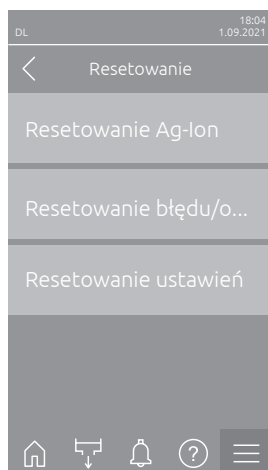 18:04
DL 1.09.2021
Resetowanie
Resetowanie Ag-Ion
Resetowanie błędu/o...
Resetowanie ustawień
?